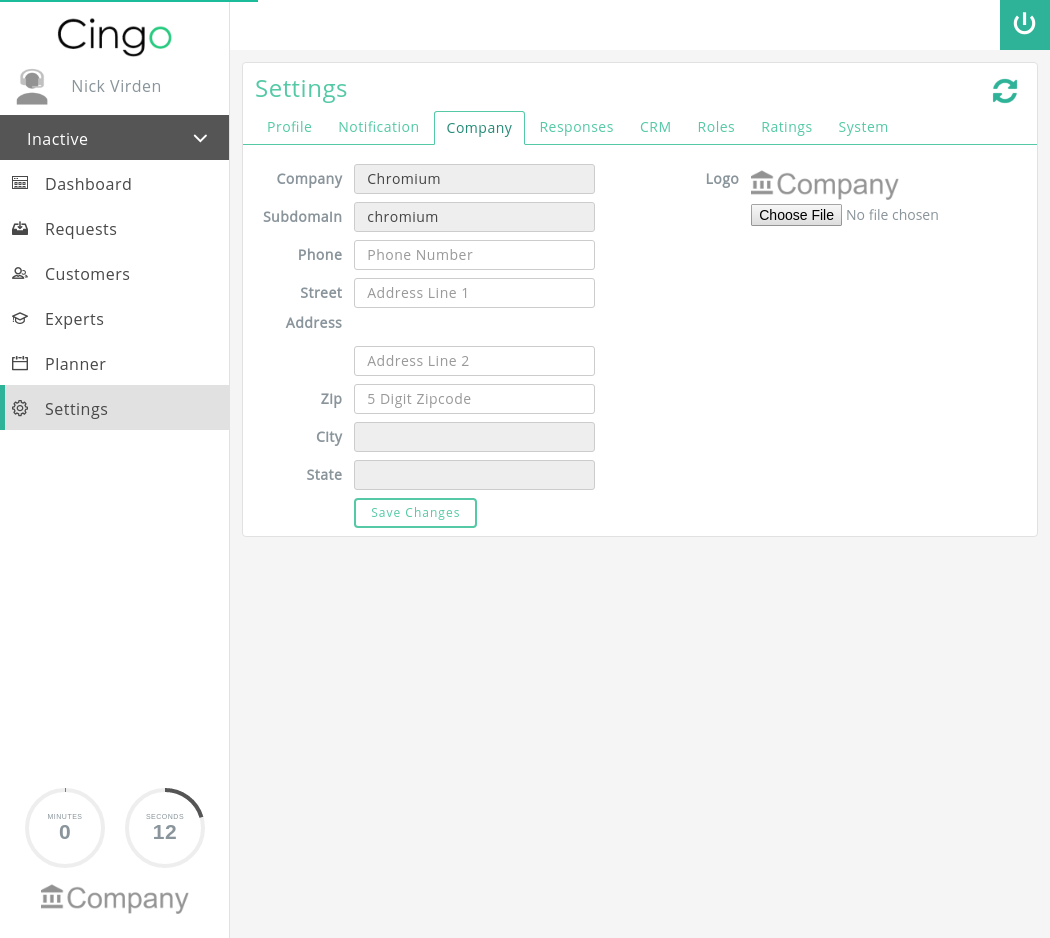 Cingo
Nick Virden
Inactive
Dashboard
Requests
Customers
Experts
Planner
Settings
MINUTES
0
SECONDS
12
Company
Settings
Profile Notification Company Responses CRM Roles Ratings System
Company Chromium
Subdomain chromium
Phone Phone Number
Street Address Line 1
Address
Address Line 2
Zip 5 Digit Zipcode
City
State
Save Changes
Logo Company
Choose File No file chosen